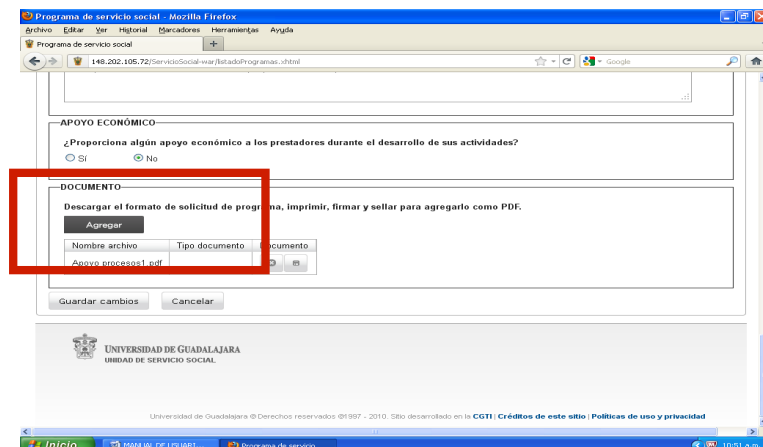 Programa de servicio social - Mozilla Firefox
Archivo Editar Ver Historial Marcadores Herramientas Ayuda
Programa de servicio social +
148.202.105.72/ServicioSocial-war/listadoProgramas.xhtml Google
APOYO ECONÓMICO
¿Proporciona algún apoyo económico a los prestadores durante el desarrollo de sus actividades?
Sí No
DOCUMENTO
Descargar el formato de solicitud de programa, imprimir, firmar y sellar para agregarlo como PDF.
Agregar
Nombre archivo Tipo documento Documento
Apoyo procesos1.pdf
Guardar cambios Cancelar
UNIVERSIDAD DE GUADALAJARA
UNIDAD DE SERVICIO SOCIAL
Universidad de Guadalajara © Derechos reservados ©1997 - 2010. Sitio desarrollado en la CGTI | Créditos de este sitio | Políticas de uso y privacidad
Inicio MANUAL DE USUARI... Programa de servicio ... 10:51 a.m.